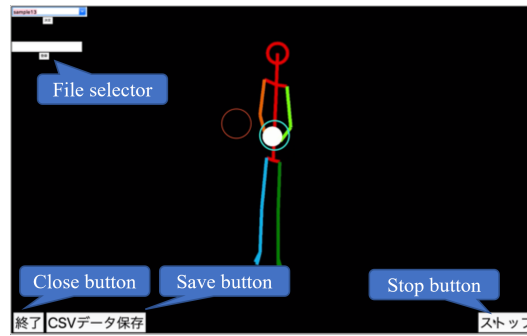 sample13
File selector
Close button
Save button
Stop button
終了
CSVデータ保存
ストップ